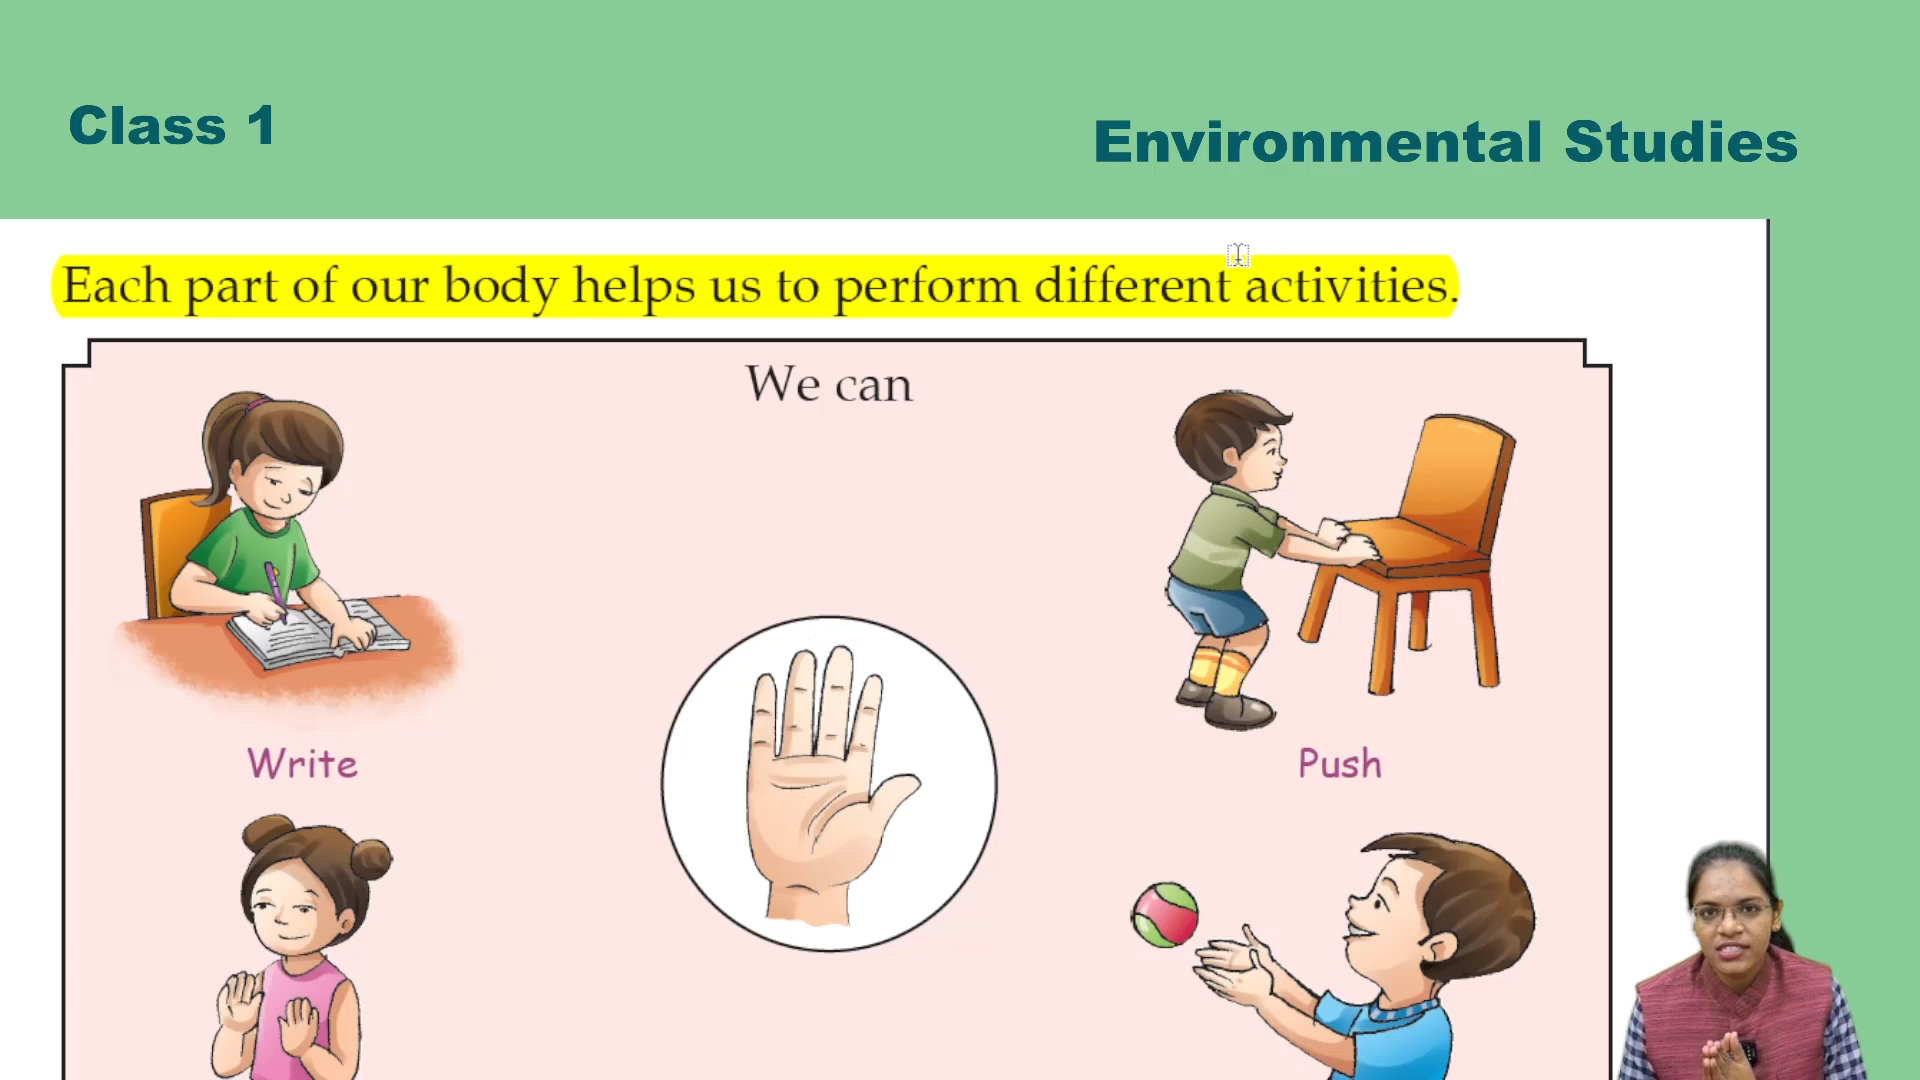 Class 1
Environmental Studies
Each part of our body helps us to perform different activities.
We can
Write
Push